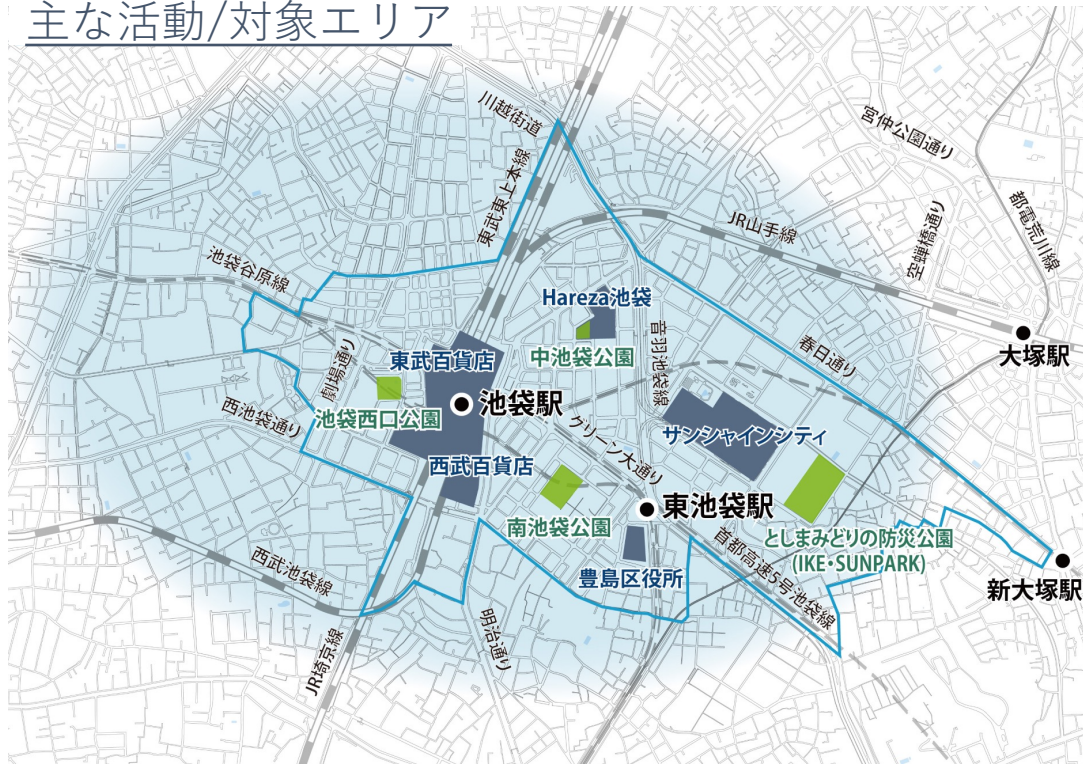 主な活動/対象エリア
川越街道
宮仲公園通り
東武東上本線
都電荒川線
JR山手線
空蝉橋通り
池袋谷原線
Hareza池袋
音羽池袋線
大塚駅
春日通り
中池袋公園
東武百貨店
劇場通り
池袋駅
西池袋通り
池袋西口公園
グリーン大通り
サンシャインシティ
西武百貨店
東池袋駅
南池袋公園
としまみどりの防災公園
(IKE・SUNPARK)
首都高速5号池袋線
豊島区役所
新大塚駅
西武池袋線
明治通り
JR埼京線